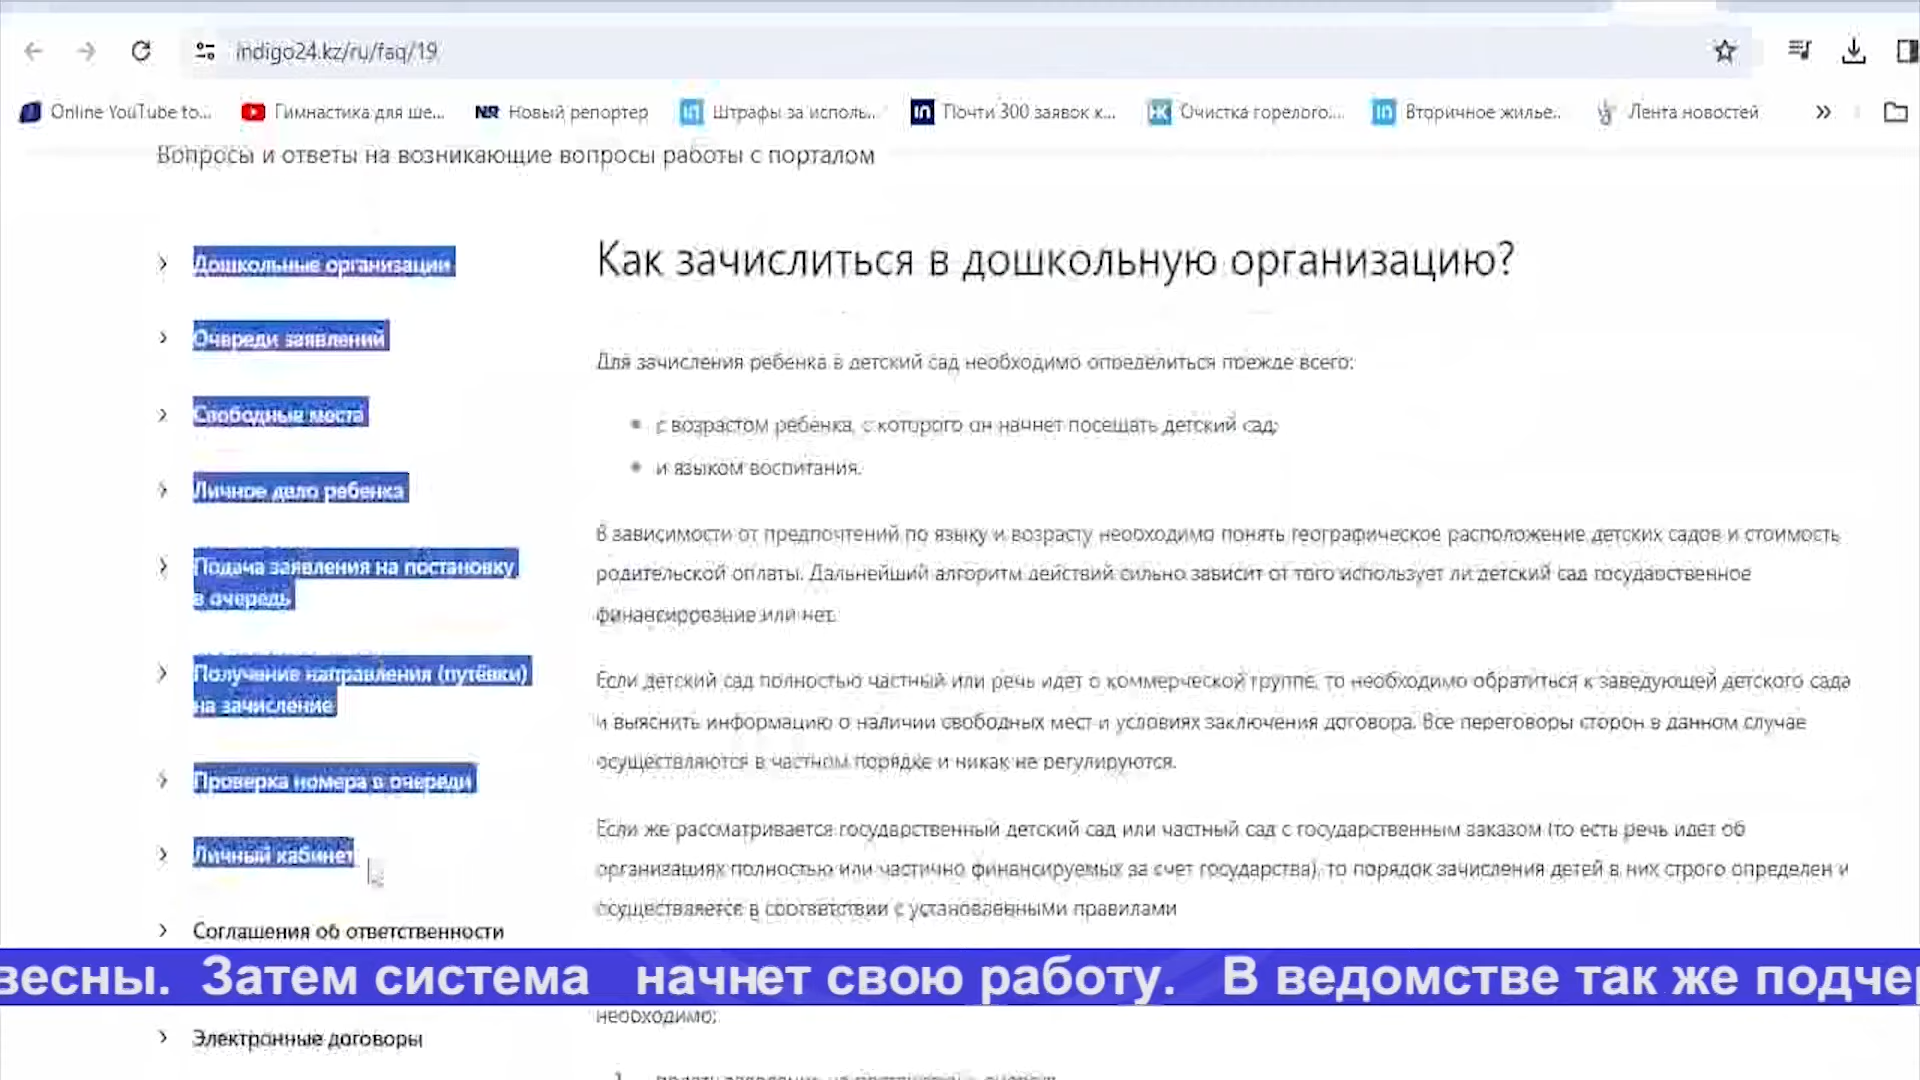 indigo24.kz/ru/faq/19
Online YouTube to...
Гимнастика для ше...
NR Новый репортер
Штрафы за исполь...
Почти 300 заявок к...
Очистка горелого...
Вторичное жилье...
Лента новостей
Вопросы и ответы на возникающие вопросы работы с порталом
Дошкольные организации
Очереди заявлений
Свободные места
Личное дело ребенка
Подача заявления на постановку
в очередь
Получение направления (путёвки)
на зачисление
Проверка номера в очереди
Личный кабинет
Соглашения об ответственности
Электронные договоры
Как зачислиться в дошкольную организацию?
Для зачисления ребенка в детский сад необходимо определиться прежде всего:
с возрастом ребенка, с которого он начнет посещать детский сад;
и языком воспитания.
В зависимости от предпочтений по языку и возрасту необходимо понять географическое расположение детских садов и стоимость
родительской оплаты. Дальнейший алгоритм действий сильно зависит от того использует ли детский сад государственное
финансирование или нет.
Если детский сад полностью частный или речь идет о коммерческой группе, то необходимо обратиться к заведующей детского сада
и выяснить информацию о наличии свободных мест и условиях заключения договора. Все переговоры сторон в данном случае
осуществляются в частном порядке и никак не регулируются.
Если же рассматривается государственный детский сад или частный сад с государственным заказом (то есть речь идет об
организациях полностью или частично финансируемых за счет государства), то порядок зачисления детей в них строго определен и
осуществляется в соответствии с установленными правилами
весны. Затем система начнет свою работу. В ведомстве так же подчер
необходимо: